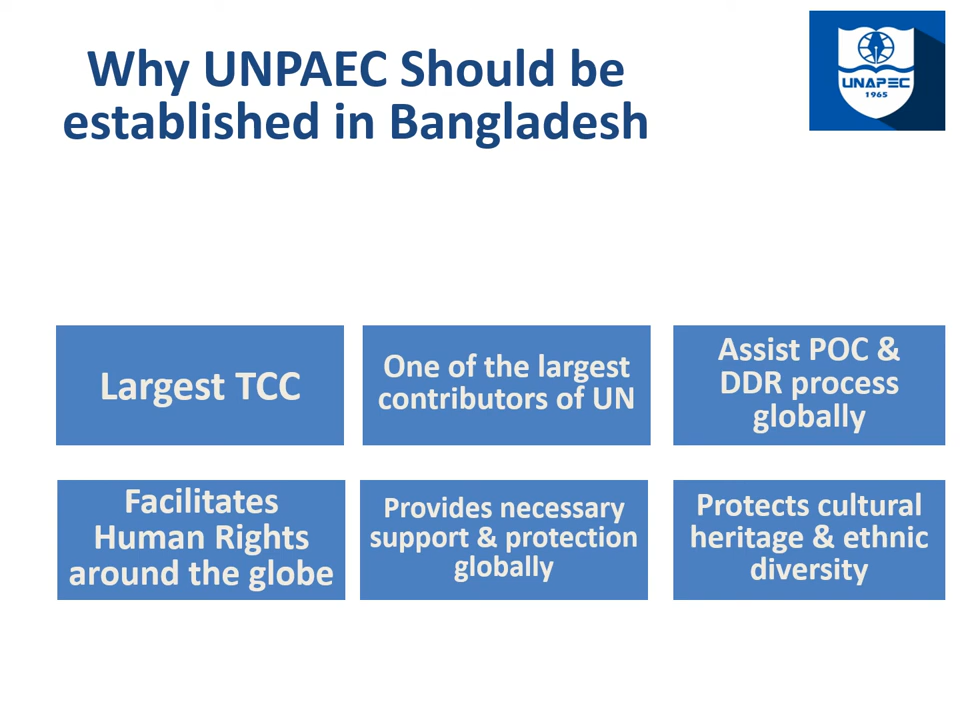 Why UNPAEC Should be
established in Bangladesh
UNAPEC
1965
Largest TCC
One of the largest
contributors of UN
Assist POC &
DDR process
globally
Facilitates
Human Rights
around the globe
Provides necessary
support & protection
globally
Protects cultural
heritage & ethnic
diversity